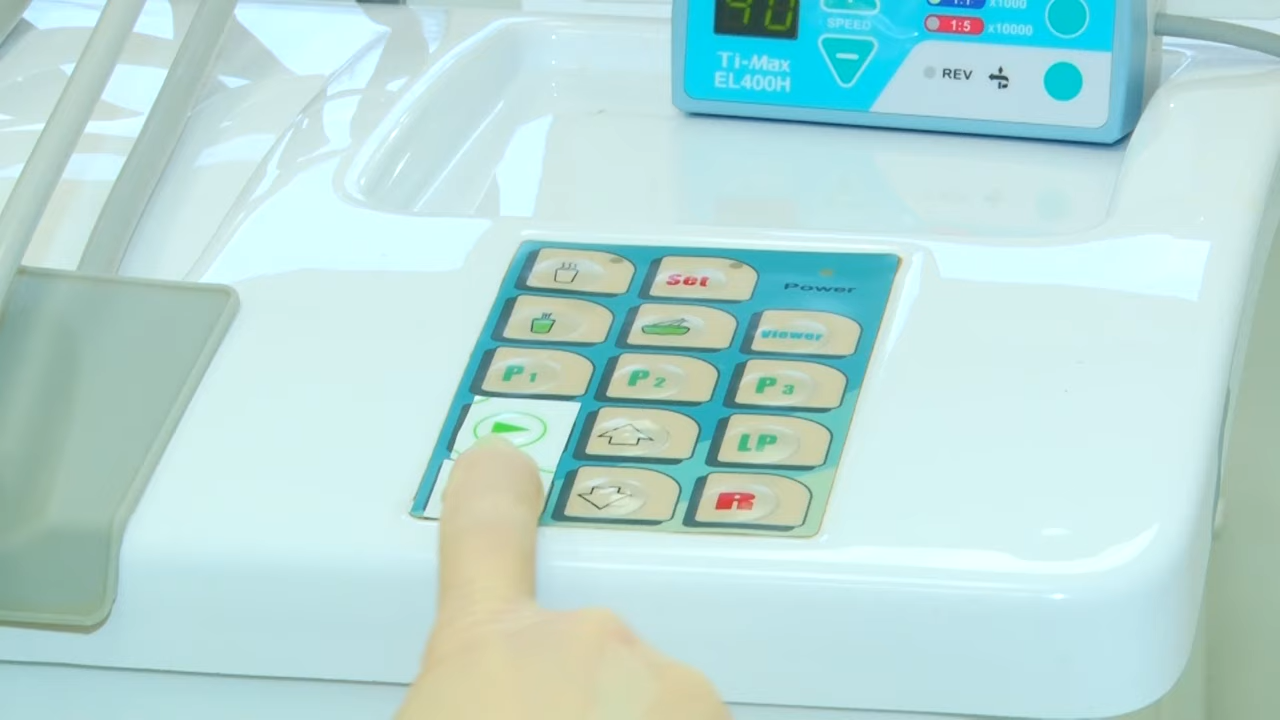 40
SPEED
1:1 x1000
1:5 x10000
Ti-Max
EL400H
REV
Set
Power
Viewer
P1
P2
P3
LP
R